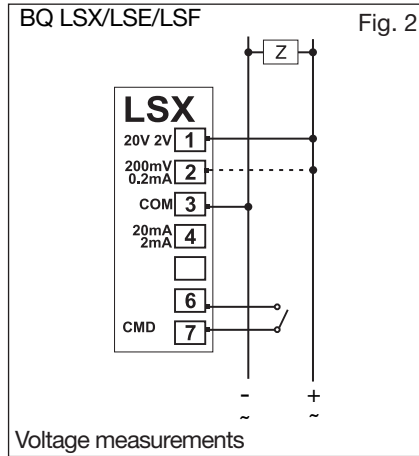 BQ LSX/LSE/LSF
Fig. 2
Z
LSX
20V 2V 1
200mV
0.2mA 2
COM 3
20mA
2mA 4
6
CMD 7
- +
~ ~
Voltage measurements